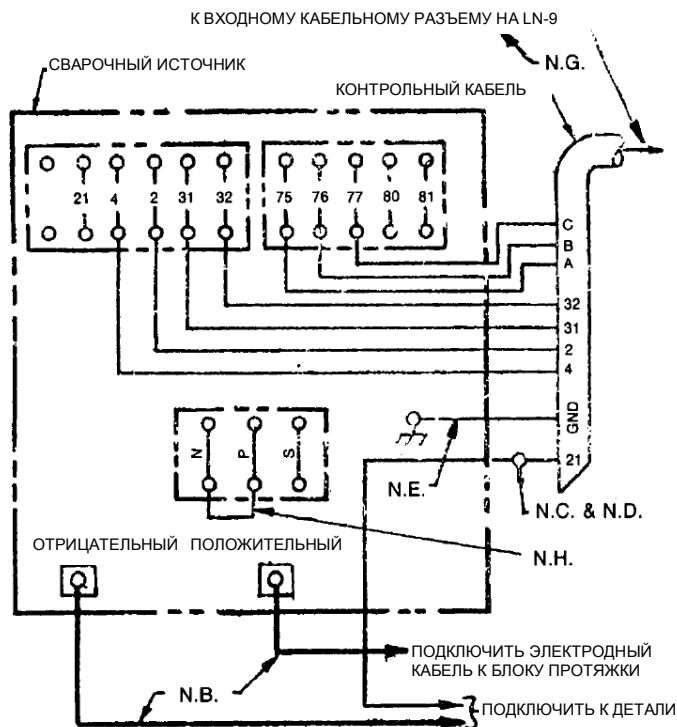 К ВХОДНОМУ КАБЕЛЬНОМУ РАЗЪЕМУ НА LN-9
N.G.
СВАРОЧНЫЙ ИСТОЧНИК
КОНТРОЛЬНЫЙ КАБЕЛЬ
21 4 2 31 32 75 76 77 80 81
C
B
A
32
31
2
4
GND
21
N P S
N.E.
N.C. & N.D.
N.H.
ОТРИЦАТЕЛЬНЫЙ ПОЛОЖИТЕЛЬНЫЙ
N.B.
ПОДКЛЮЧИТЬ ЭЛЕКТРОДНЫЙ
КАБЕЛЬ К БЛОКУ ПРОТЯЖКИ
ПОДКЛЮЧИТЬ К ДЕТАЛИ